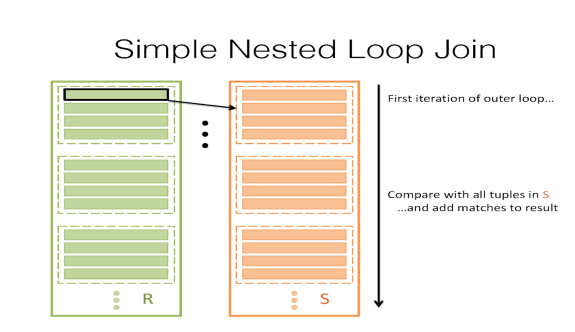 Simple Nested Loop Join
First iteration of outer loop...
Compare with all tuples in S
...and add matches to result
R
S